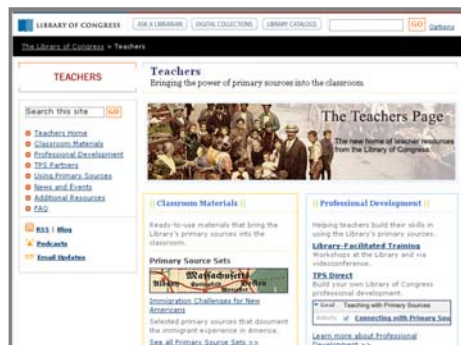 LIBRARY OF CONGRESS
ASK A LIBRARIAN
DIGITAL COLLECTIONS
LIBRARY CATALOGS
GO
Options
The Library of Congress > Teachers
TEACHERS
Search this site
GO
Teachers Home
Classroom Materials
Professional Development
TPS Partners
Using Primary Sources
News and Events
Additional Resources
FAQ
RSS | Blog
Podcasts
Email Updates
Teachers
Bringing the power of primary sources into the classroom.
The Teachers Page
The new home of teacher resources
from the Library of Congress.
|| Classroom Materials ||
Ready-to-use materials that bring the
Library's primary sources into the
classroom.
Primary Source Sets
Massachusetts
Albany
Springfield
Boston
Immigration Challenges for New
Americans
Selected primary sources that document
the immigrant experience in America.
See all Primary Source Sets >>
|| Professional Development ||
Helping teachers build their skills in
using the Library's primary sources.
Library-Facilitated Training
Workshops at the Library and via
videoconference.
TPS Direct
Build your own Library of Congress
professional development.
Goal Teaching with Primary Sources
Activity Connecting with Primary Sou
Learn more about Professional
Development >>